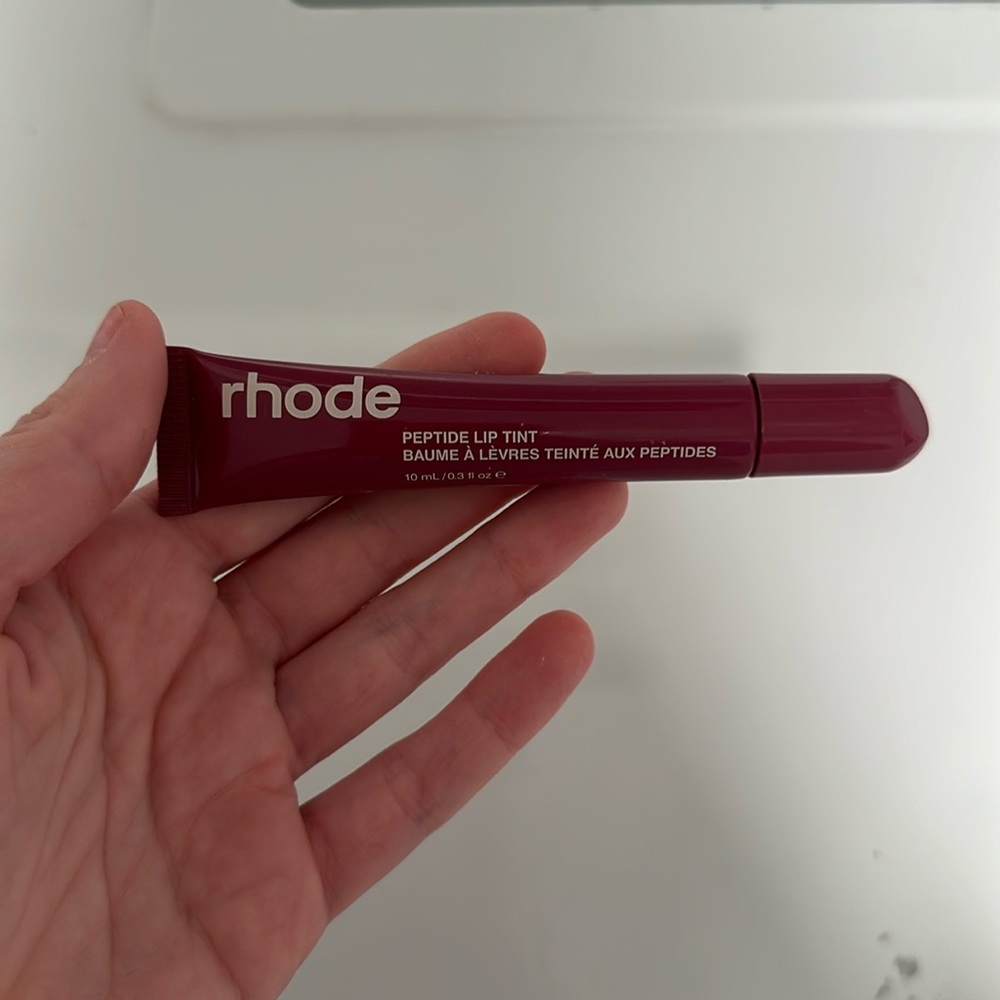 rhode
PEPTIDE LIP TINT
BAUME À LÈVRES TEINTÉ AUX PEPTIDES
10 mL / 0.3 fl oz ℮